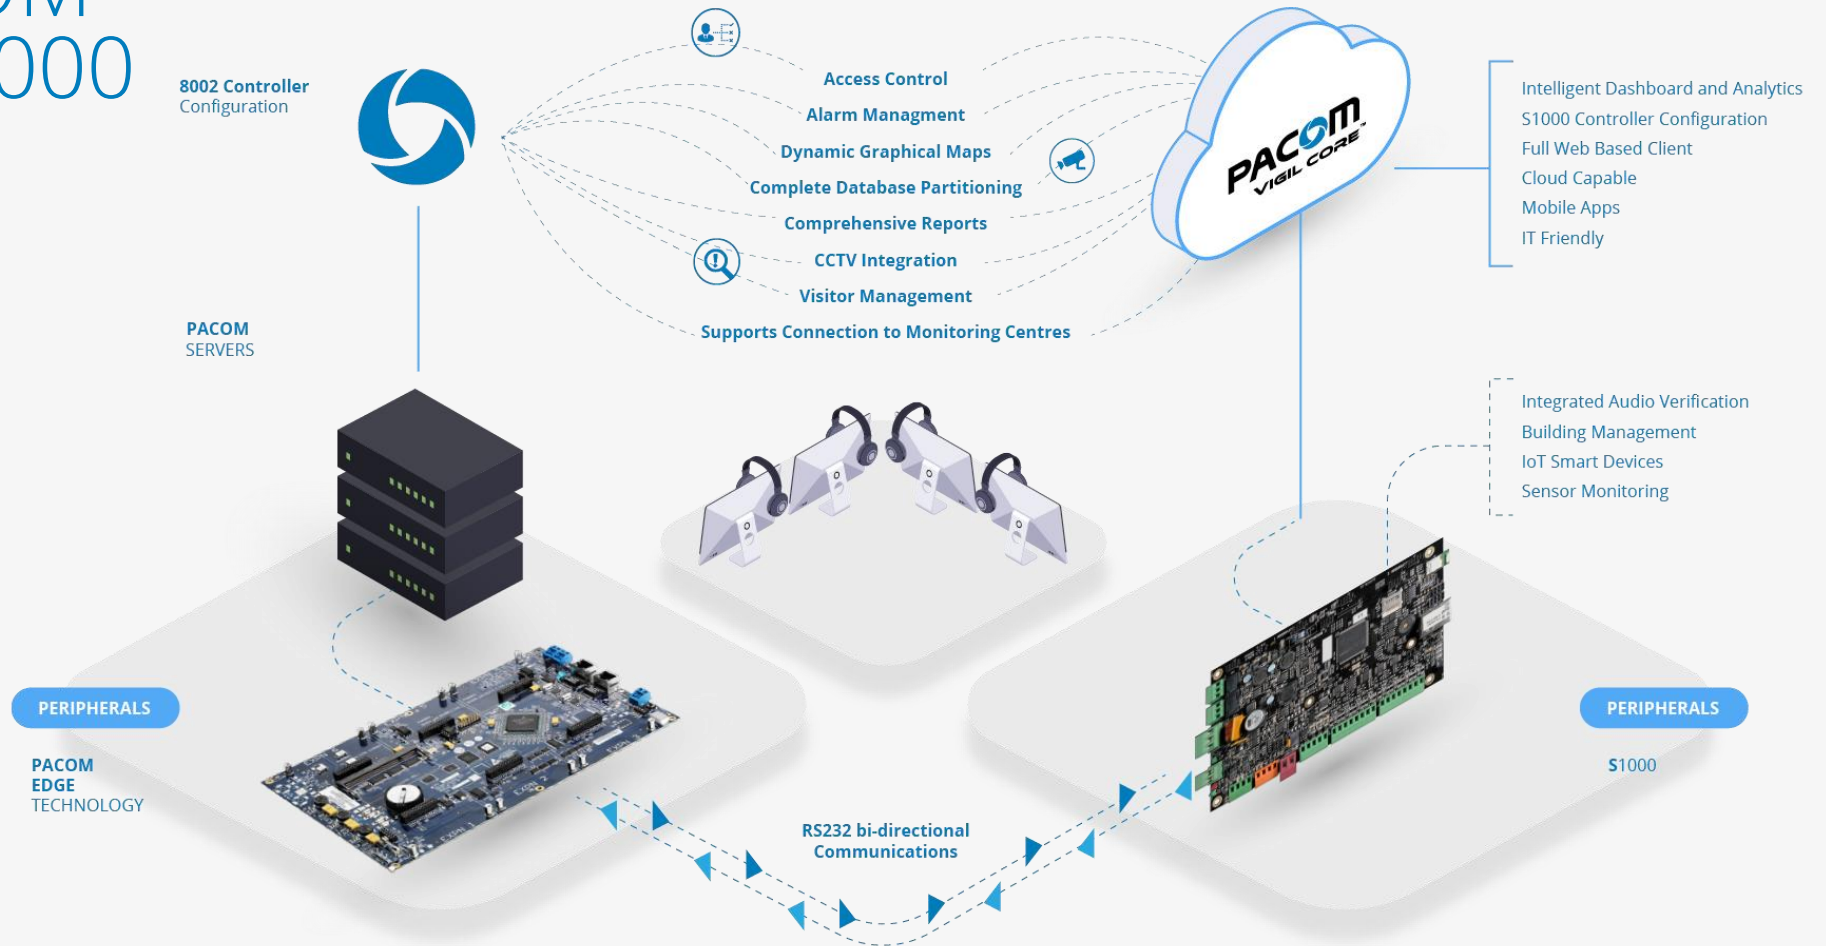 000
8002 Controller
Configuration
Access Control
Alarm Managment
Dynamic Graphical Maps
Complete Database Partitioning
Comprehensive Reports
CCTV Integration
Visitor Management
Supports Connection to Monitoring Centres
PACOM™
VIGIL CORE
Intelligent Dashboard and Analytics
S1000 Controller Configuration
Full Web Based Client
Cloud Capable
Mobile Apps
IT Friendly
PACOM
SERVERS
Integrated Audio Verification
Building Management
IoT Smart Devices
Sensor Monitoring
PERIPHERALS
PACOM
EDGE
TECHNOLOGY
RS232 bi-directional
Communications
PERIPHERALS
S1000